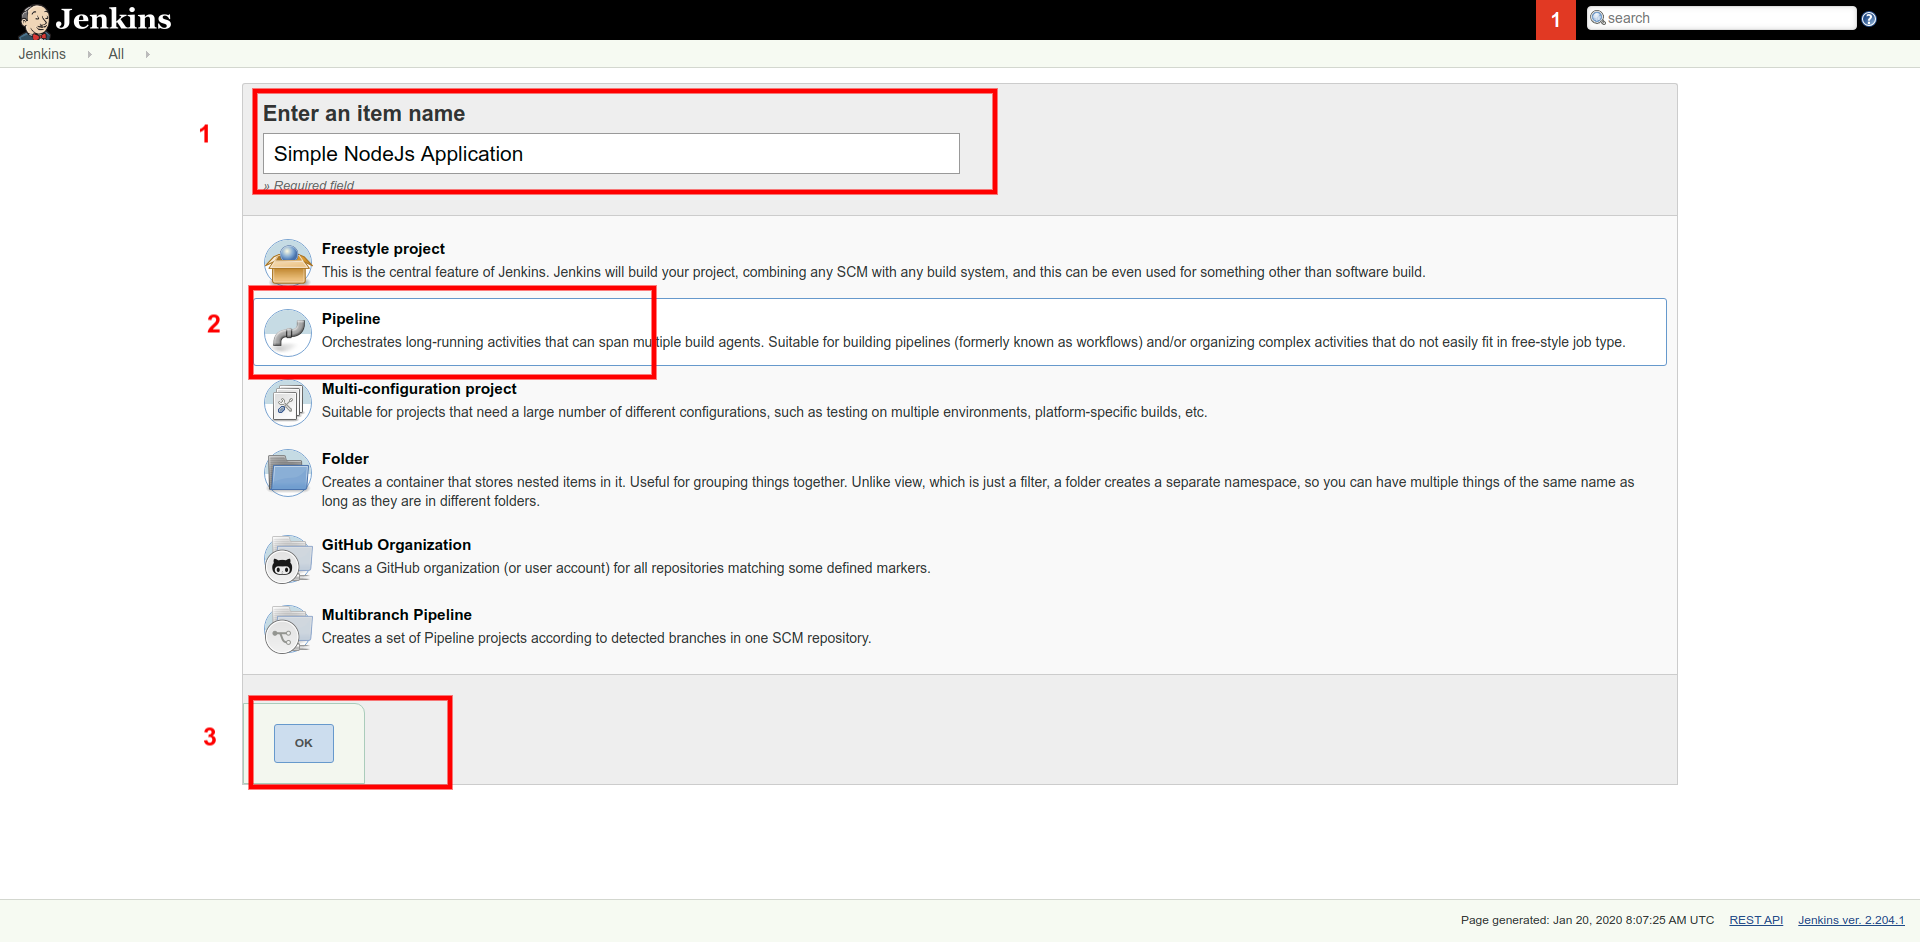 Jenkins
1
search
?
Jenkins
All
Enter an item name
1
Simple NodeJs Application
» Required field
Freestyle project
This is the central feature of Jenkins. Jenkins will build your project, combining any SCM with any build system, and this can be even used for something other than software build.
2
Pipeline
Orchestrates long-running activities that can span multiple build agents. Suitable for building pipelines (formerly known as workflows) and/or organizing complex activities that do not easily fit in free-style job type.
Multi-configuration project
Suitable for projects that need a large number of different configurations, such as testing on multiple environments, platform-specific builds, etc.
Folder
Creates a container that stores nested items in it. Useful for grouping things together. Unlike view, which is just a filter, a folder creates a separate namespace, so you can have multiple things of the same name as
long as they are in different folders.
GitHub Organization
Scans a GitHub organization (or user account) for all repositories matching some defined markers.
Multibranch Pipeline
Creates a set of Pipeline projects according to detected branches in one SCM repository.
3
OK
Page generated: Jan 20, 2020 8:07:25 AM UTC
REST API
Jenkins ver. 2.204.1